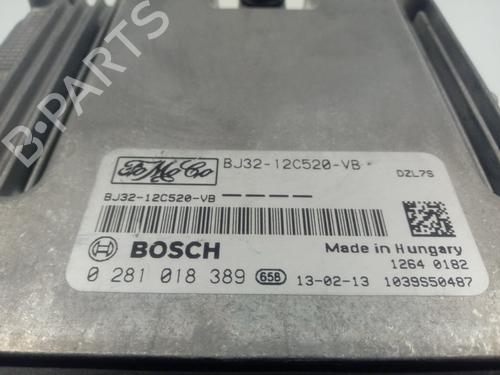 B-PARTS
FoMoCo BJ32-12C520-VB DZL7S
BJ32-12C520-VB — — — —
BOSCH Made in Hungary
1264 0182
0 281 018 389 65B 13-02-13 1039S50487